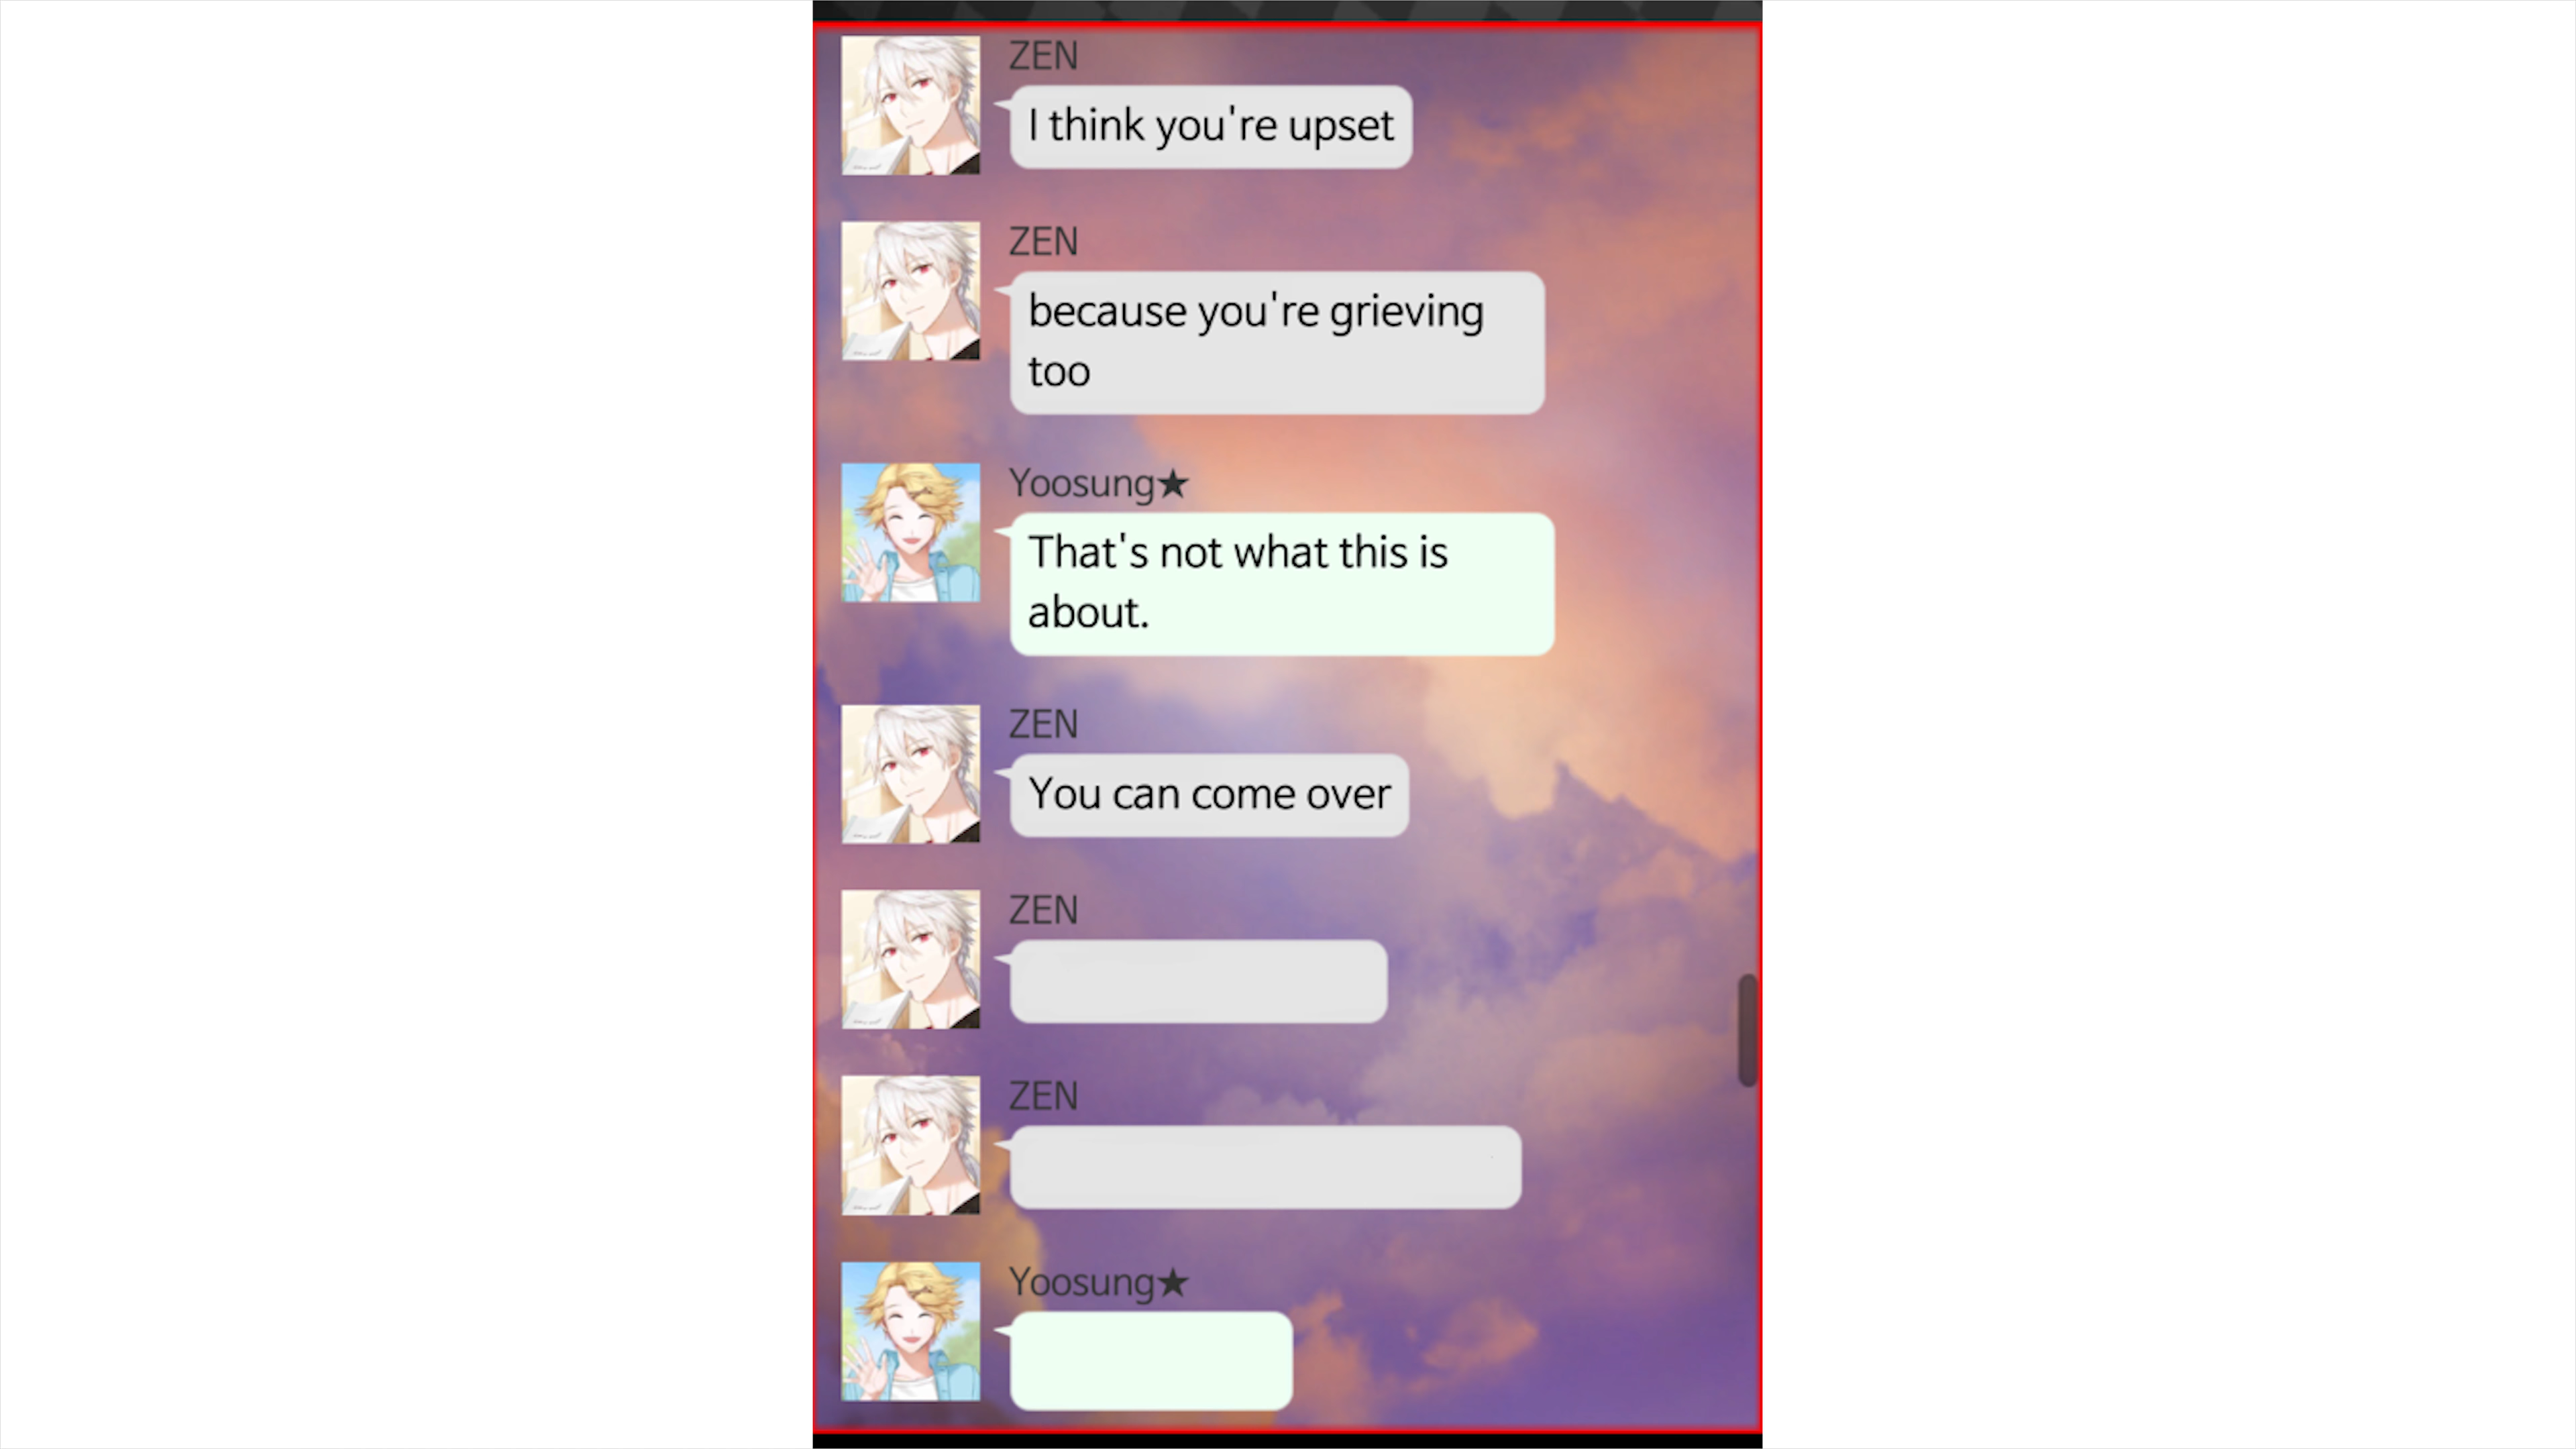 ZEN
I think you're upset
ZEN
because you're grieving
too
Yoosung★
That's not what this is
about.
ZEN
You can come over
ZEN
ZEN
Yoosung★